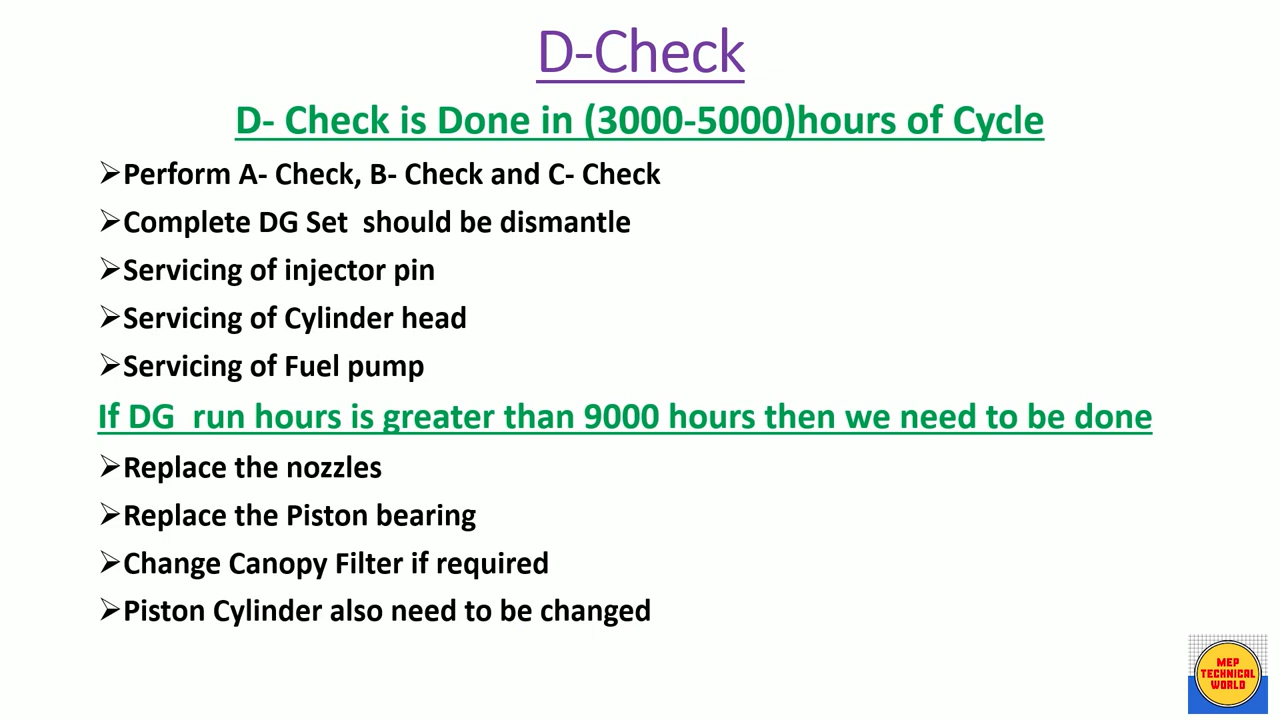 D-Check
D- Check is Done in (3000-5000)hours of Cycle
➢Perform A- Check, B- Check and C- Check
➢Complete DG Set  should be dismantle
➢Servicing of injector pin
➢Servicing of Cylinder head
➢Servicing of Fuel pump
If DG  run hours is greater than 9000 hours then we need to be done
➢Replace the nozzles
➢Replace the Piston bearing
➢Change Canopy Filter if required
➢Piston Cylinder also need to be changed
MEP
TECHNICAL
WORLD